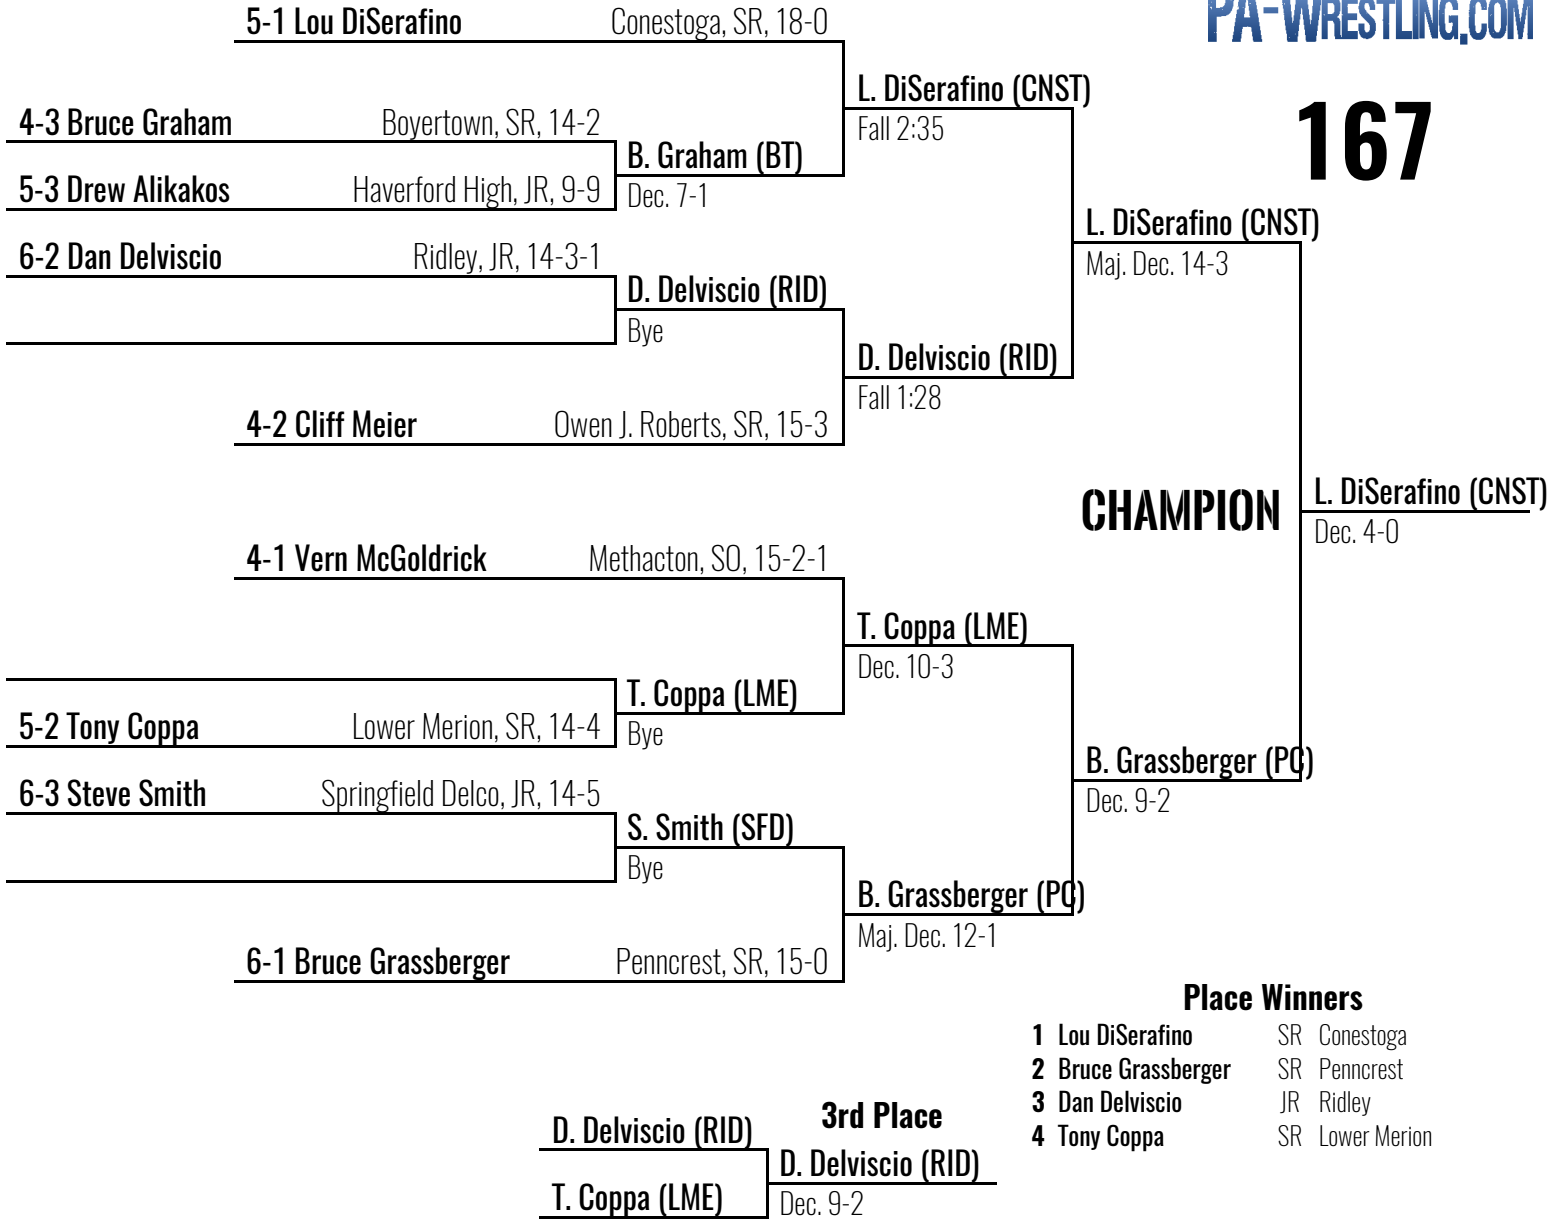 PA-WRESTLING.COM
167
5-1 Lou DiSerafino Conestoga, SR, 18-0
L. DiSerafino (CNST)
Fall 2:35
4-3 Bruce Graham Boyertown, SR, 14-2
B. Graham (BT)
Dec. 7-1
5-3 Drew Alikakos Haverford High, JR, 9-9
L. DiSerafino (CNST)
Maj. Dec. 14-3
6-2 Dan Delviscio Ridley, JR, 14-3-1
D. Delviscio (RID)
Bye
D. Delviscio (RID)
Fall 1:28
4-2 Cliff Meier Owen J. Roberts, SR, 15-3
CHAMPION
L. DiSerafino (CNST)
Dec. 4-0
4-1 Vern McGoldrick Methacton, SO, 15-2-1
T. Coppa (LME)
Dec. 10-3
T. Coppa (LME)
Bye
5-2 Tony Coppa Lower Merion, SR, 14-4
B. Grassberger (PC)
Dec. 9-2
6-3 Steve Smith Springfield Delco, JR, 14-5
S. Smith (SFD)
Bye
B. Grassberger (PC)
Maj. Dec. 12-1
6-1 Bruce Grassberger Penncrest, SR, 15-0
Place Winners
1 Lou DiSerafino SR Conestoga
2 Bruce Grassberger SR Penncrest
3 Dan Delviscio JR Ridley
4 Tony Coppa SR Lower Merion
3rd Place
D. Delviscio (RID)
D. Delviscio (RID)
Dec. 9-2
T. Coppa (LME)